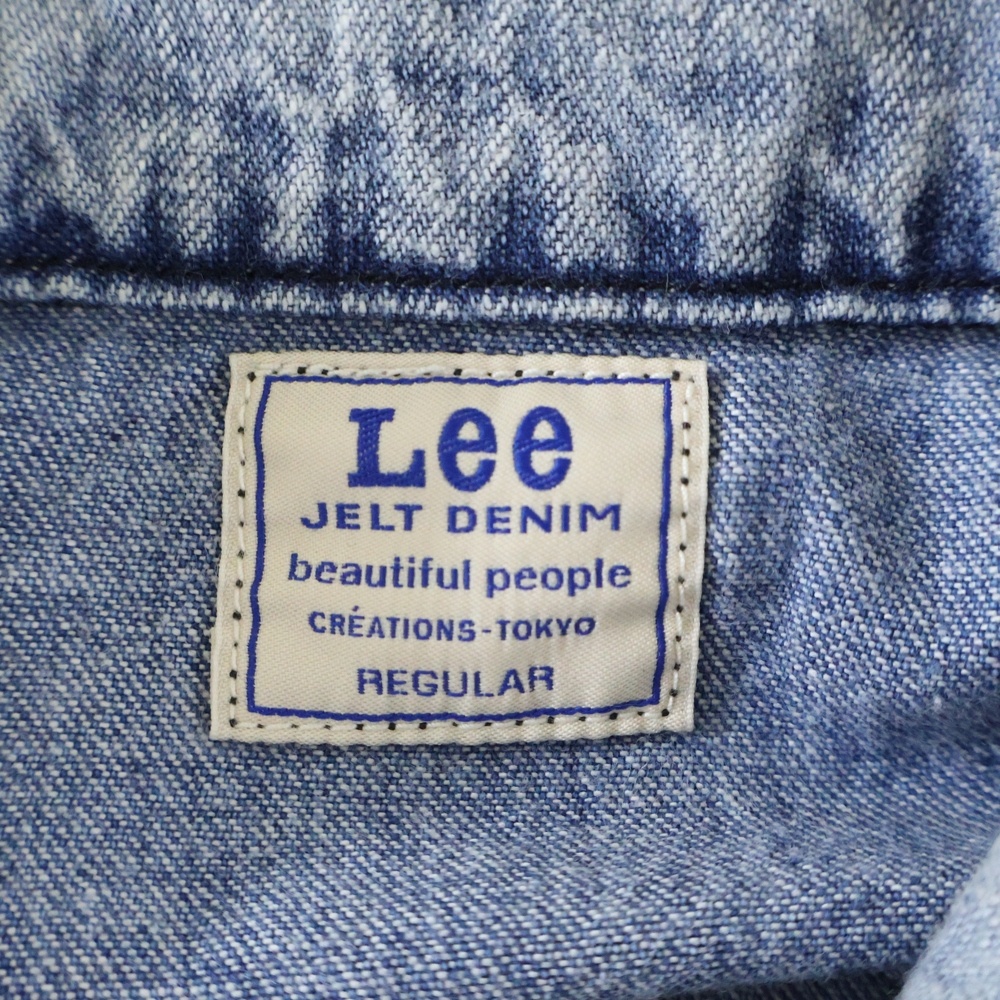 Lee
JELT DENIM
beautiful people
CRÉATIONS-TOKYO
REGULAR